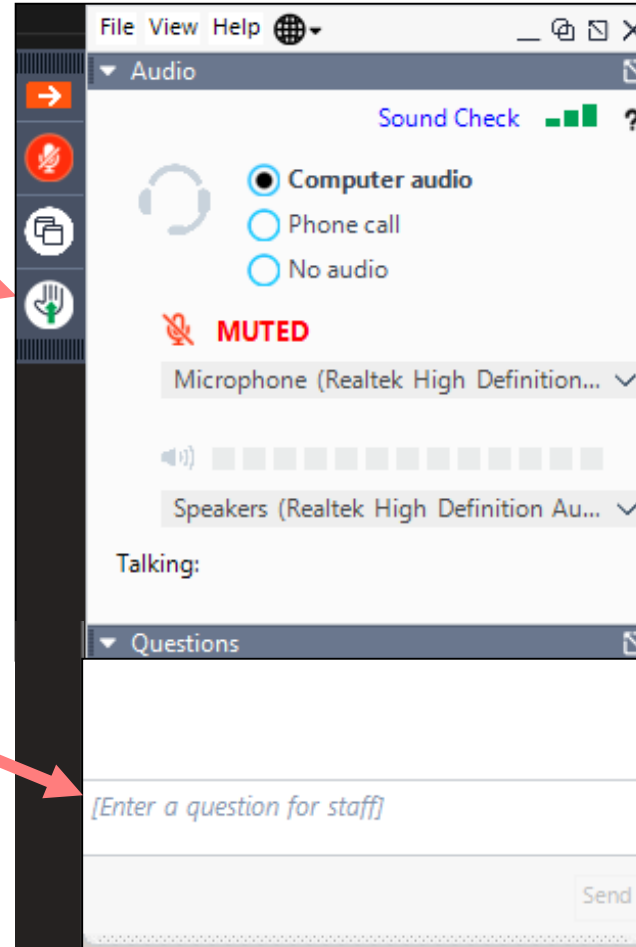 File View Help
Audio
Sound Check ?
Computer audio
Phone call
No audio
MUTED
Microphone (Realtek High Definition...
Speakers (Realtek High Definition Au...
Talking:
Questions
[Enter a question for staff]
Send